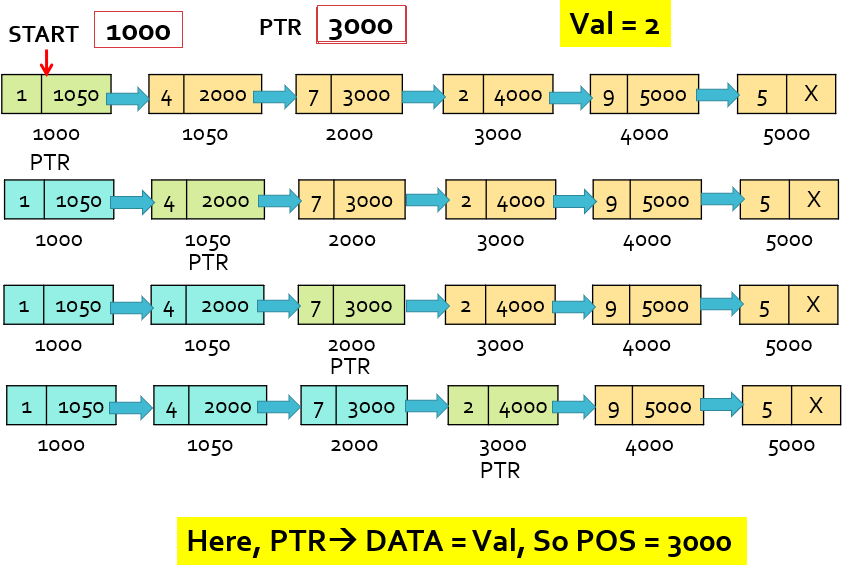 START 1000 PTR 3000 Val = 2
1 1050 4 2000 7 3000 2 4000 9 5000 5 X
1000 1050 2000 3000 4000 5000
PTR
1 1050 4 2000 7 3000 2 4000 9 5000 5 X
1000 1050 2000 3000 4000 5000
PTR
1 1050 4 2000 7 3000 2 4000 9 5000 5 X
1000 1050 2000 3000 4000 5000
PTR
1 1050 4 2000 7 3000 2 4000 9 5000 5 X
1000 1050 2000 3000 4000 5000
PTR
Here, PTR→ DATA = Val, So POS = 3000